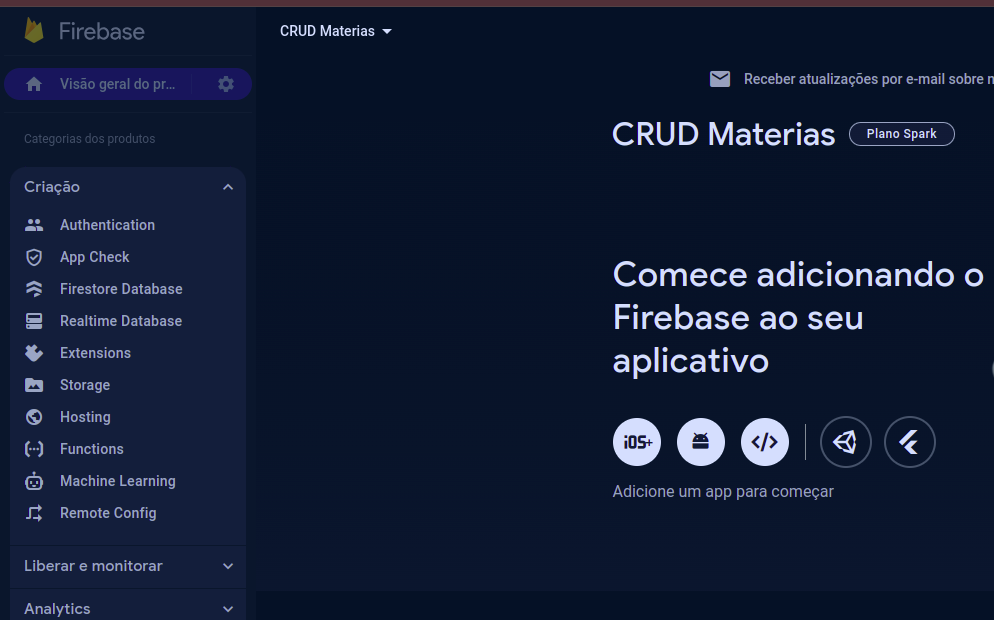 Firebase
Visão geral do pr...
Categorias dos produtos
Criação
Authentication
App Check
Firestore Database
Realtime Database
Extensions
Storage
Hosting
Functions
Machine Learning
Remote Config
Liberar e monitorar
Analytics
CRUD Materias
Receber atualizações por e-mail sobre n
CRUD Materias Plano Spark
Comece adicionando o
Firebase ao seu
aplicativo
iOS+
Adicione um app para começar